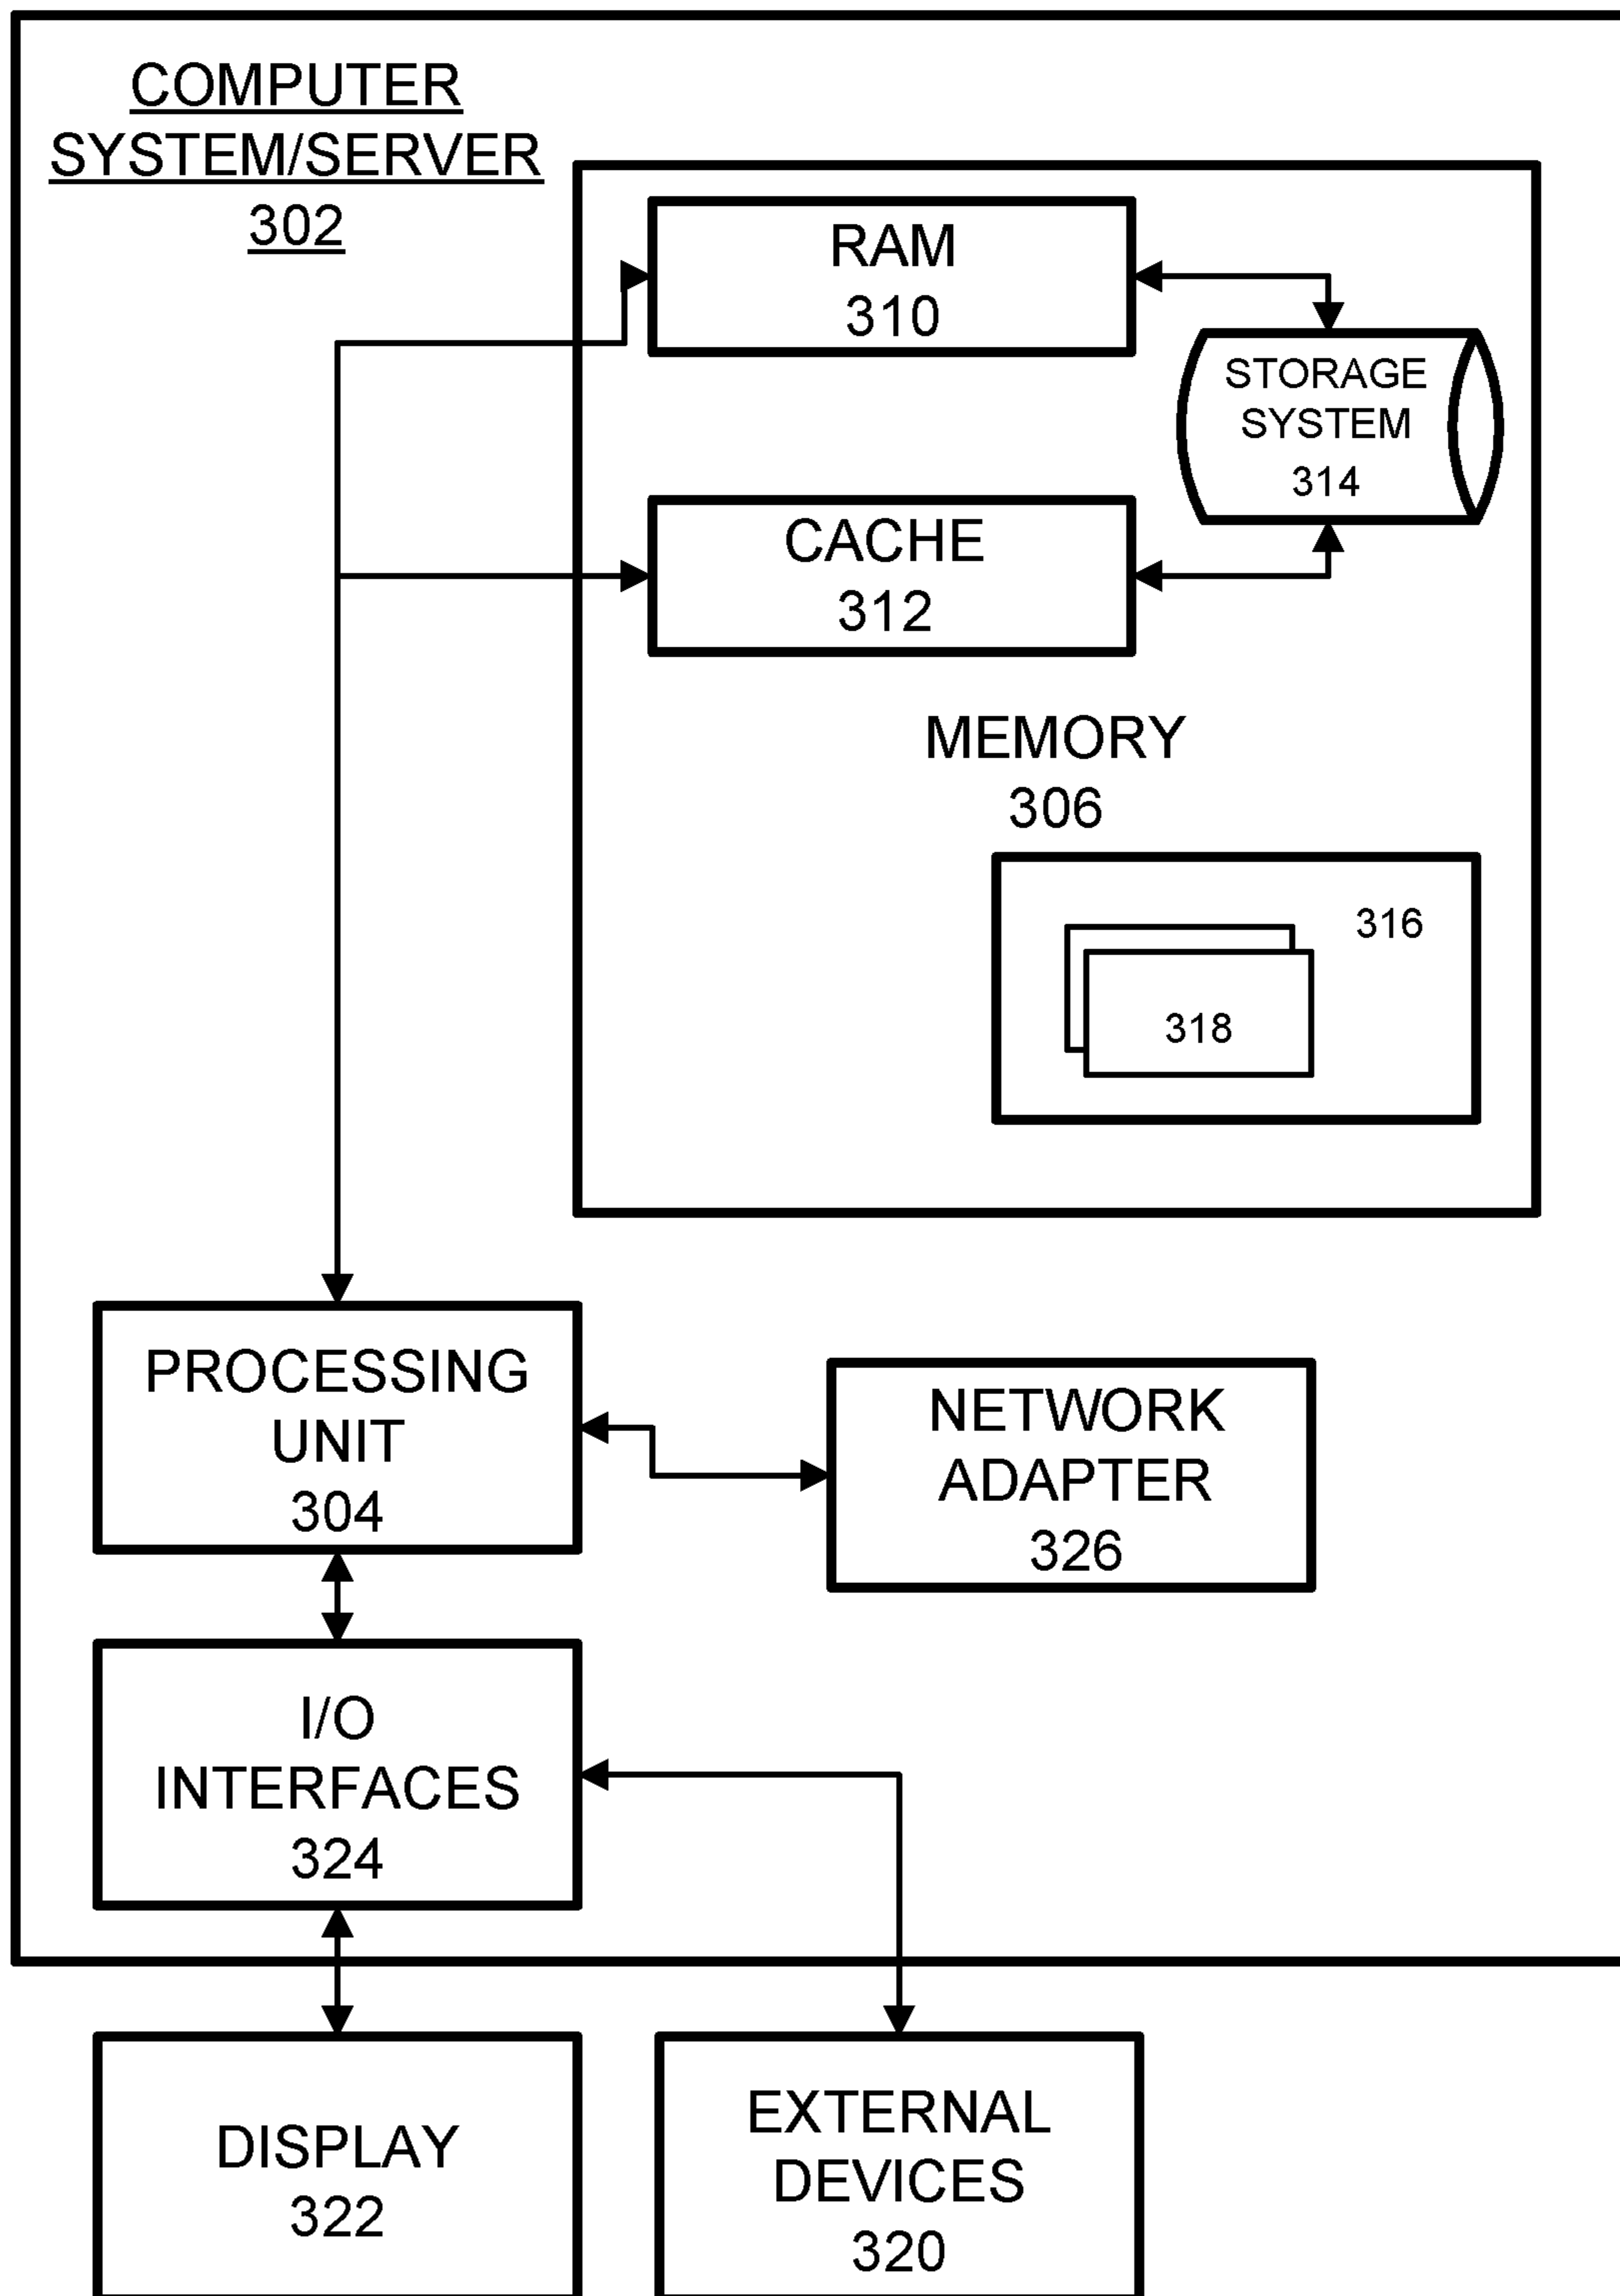 COMPUTER
SYSTEM/SERVER
302
RAM
310
STORAGE
SYSTEM
314
CACHE
312
MEMORY
306
316
318
PROCESSING
UNIT
304
NETWORK
ADAPTER
326
I/O
INTERFACES
324
DISPLAY
322
EXTERNAL
DEVICES
320